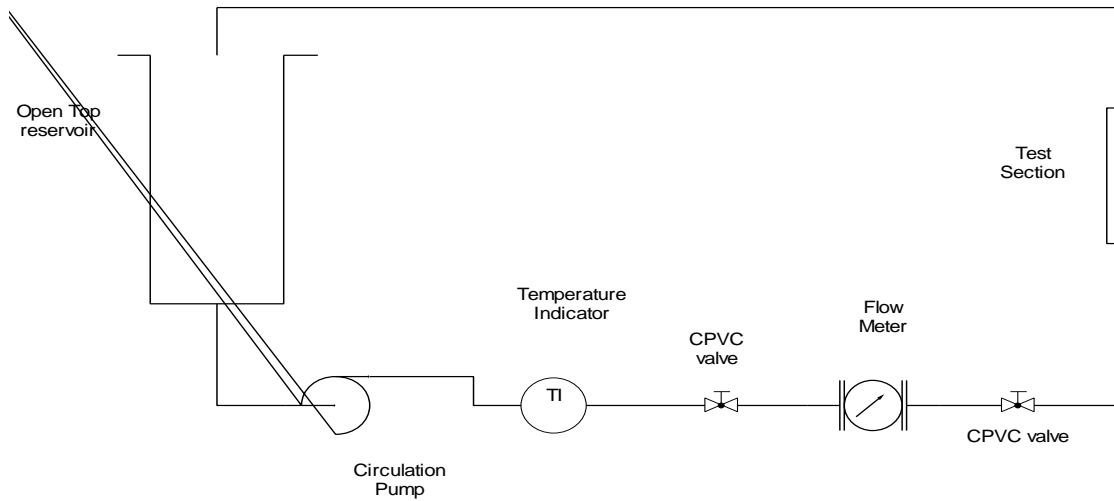 Open Top
reservoir
Test
Section
Temperature
Indicator
Flow
Meter
CPVC
valve
TI
CPVC valve
Circulation
Pump